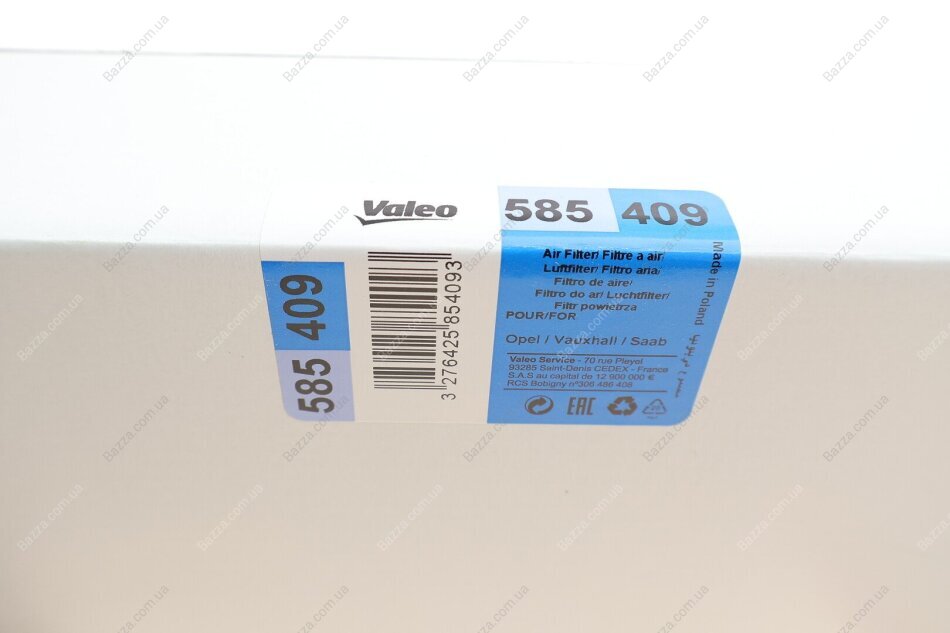 Valeo
585 409
585 409
3 276425 854093
Air Filter/ Filtre à air/
Luftfilter/ Filtro aria/
Filtro de aire/
Filtro do ar/ Luchtfilter/
Filtr powietrza
POUR/FOR
Opel / Vauxhall / Saab
Valeo Service - 70 rue Pleyel
93285 Saint-Denis CEDEX - France
S.A.S au capital de 12 900 000 €
RCS Bobigny n°306 486 408
Made in Poland
EAC
Bazza.com.ua